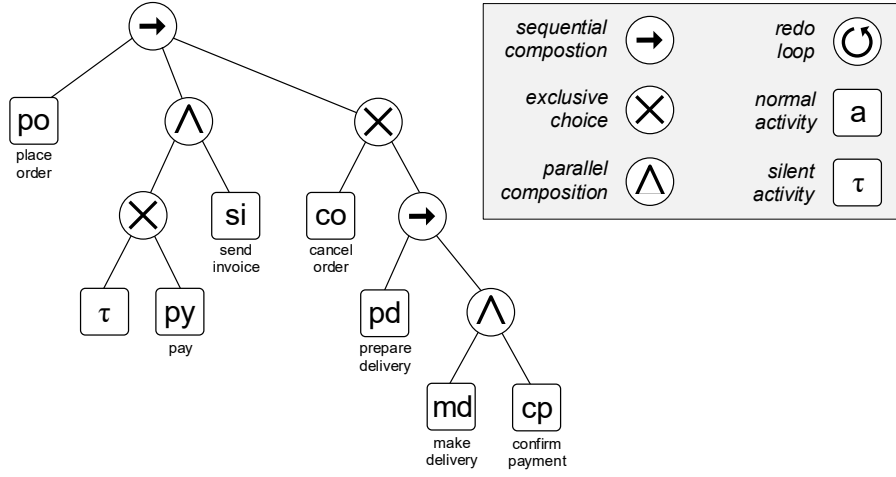 po
place
order
si
send
invoice
co
cancel
order
τ
py
pay
pd
prepare
delivery
md
make
delivery
cp
confirm
payment
sequential
compostion
redo
loop
exclusive
choice
normal
activity
a
parallel
composition
silent
activity
τ